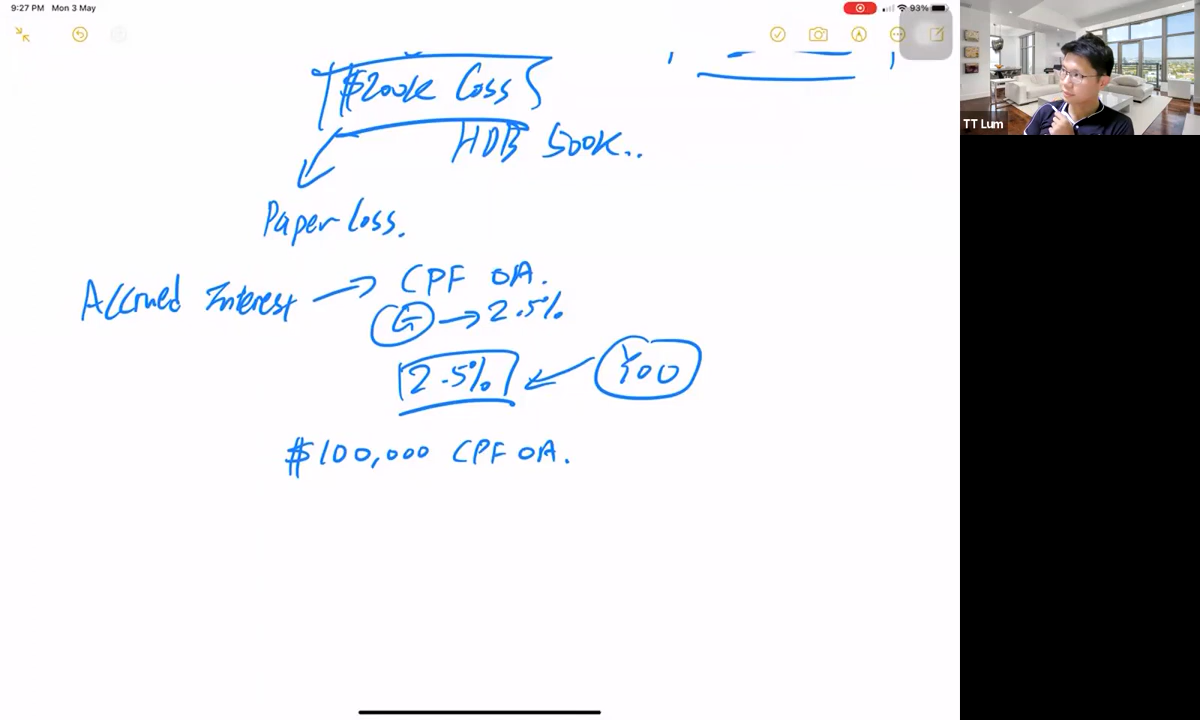 9:27 PM Mon 3 May
93%
$200k Loss
HDB 500k..
Paper loss.
Accrued Interest → CPF OA.
G → 2.5%
2.5% ← You
$100,000 CPF OA.
TT Lum